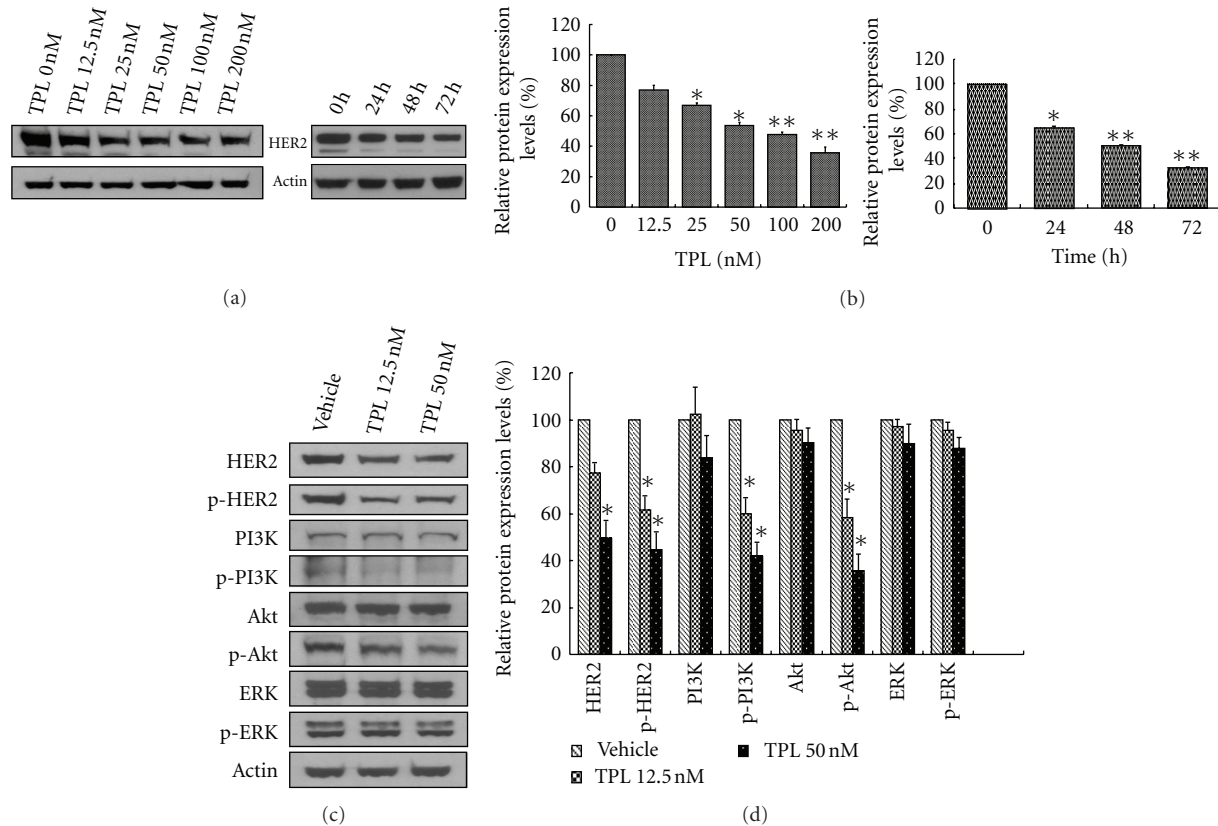 TPL 0 nM
TPL 12.5 nM
TPL 25 nM
TPL 50 nM
TPL 100 nM
TPL 200 nM
0 h
24 h
48 h
72 h
HER2
Actin
(a)
Relative protein expression
levels (%)
120
100
80
60
40
20
0
*
*
**
**
0
12.5
25
50
100
200
TPL (nM)
Relative protein expression
levels (%)
120
100
80
60
40
20
0
*
**
**
0
24
48
72
Time (h)
(b)
Vehicle
TPL 12.5 nM
TPL 50 nM
HER2
p-HER2
PI3K
p-PI3K
Akt
p-Akt
ERK
p-ERK
Actin
(c)
Relative protein expression levels (%)
120
100
80
60
40
20
0
*
*
*
*
*
*
*
HER2
p-HER2
PI3K
p-PI3K
Akt
p-Akt
ERK
p-ERK
Vehicle
TPL 12.5 nM
TPL 50 nM
(d)